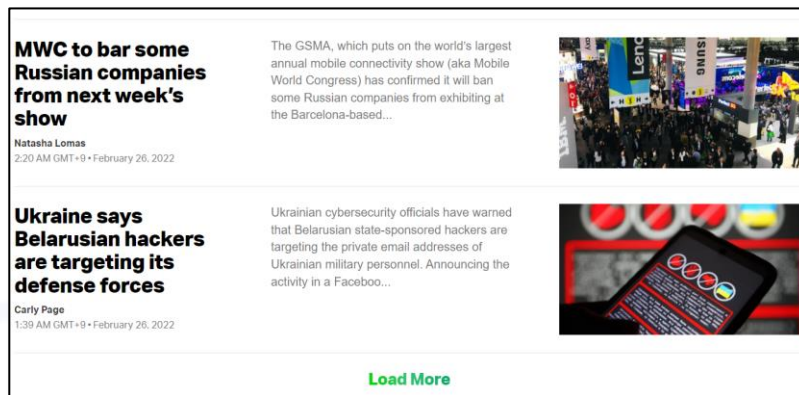 MWC to bar some
Russian companies
from next week's
show
Natasha Lomas
2:20 AM GMT+9 • February 26, 2022
The GSMA, which puts on the world's largest
annual mobile connectivity show (aka Mobile
World Congress) has confirmed it will ban
some Russian companies from exhibiting at
the Barcelona-based...
Leno
SUNG
Ukraine says
Belarusian hackers
are targeting its
defense forces
Carly Page
1:39 AM GMT+9 • February 26, 2022
Ukrainian cybersecurity officials have warned
that Belarusian state-sponsored hackers are
targeting the private email addresses of
Ukrainian military personnel. Announcing the
activity in a Faceboo...
Load More